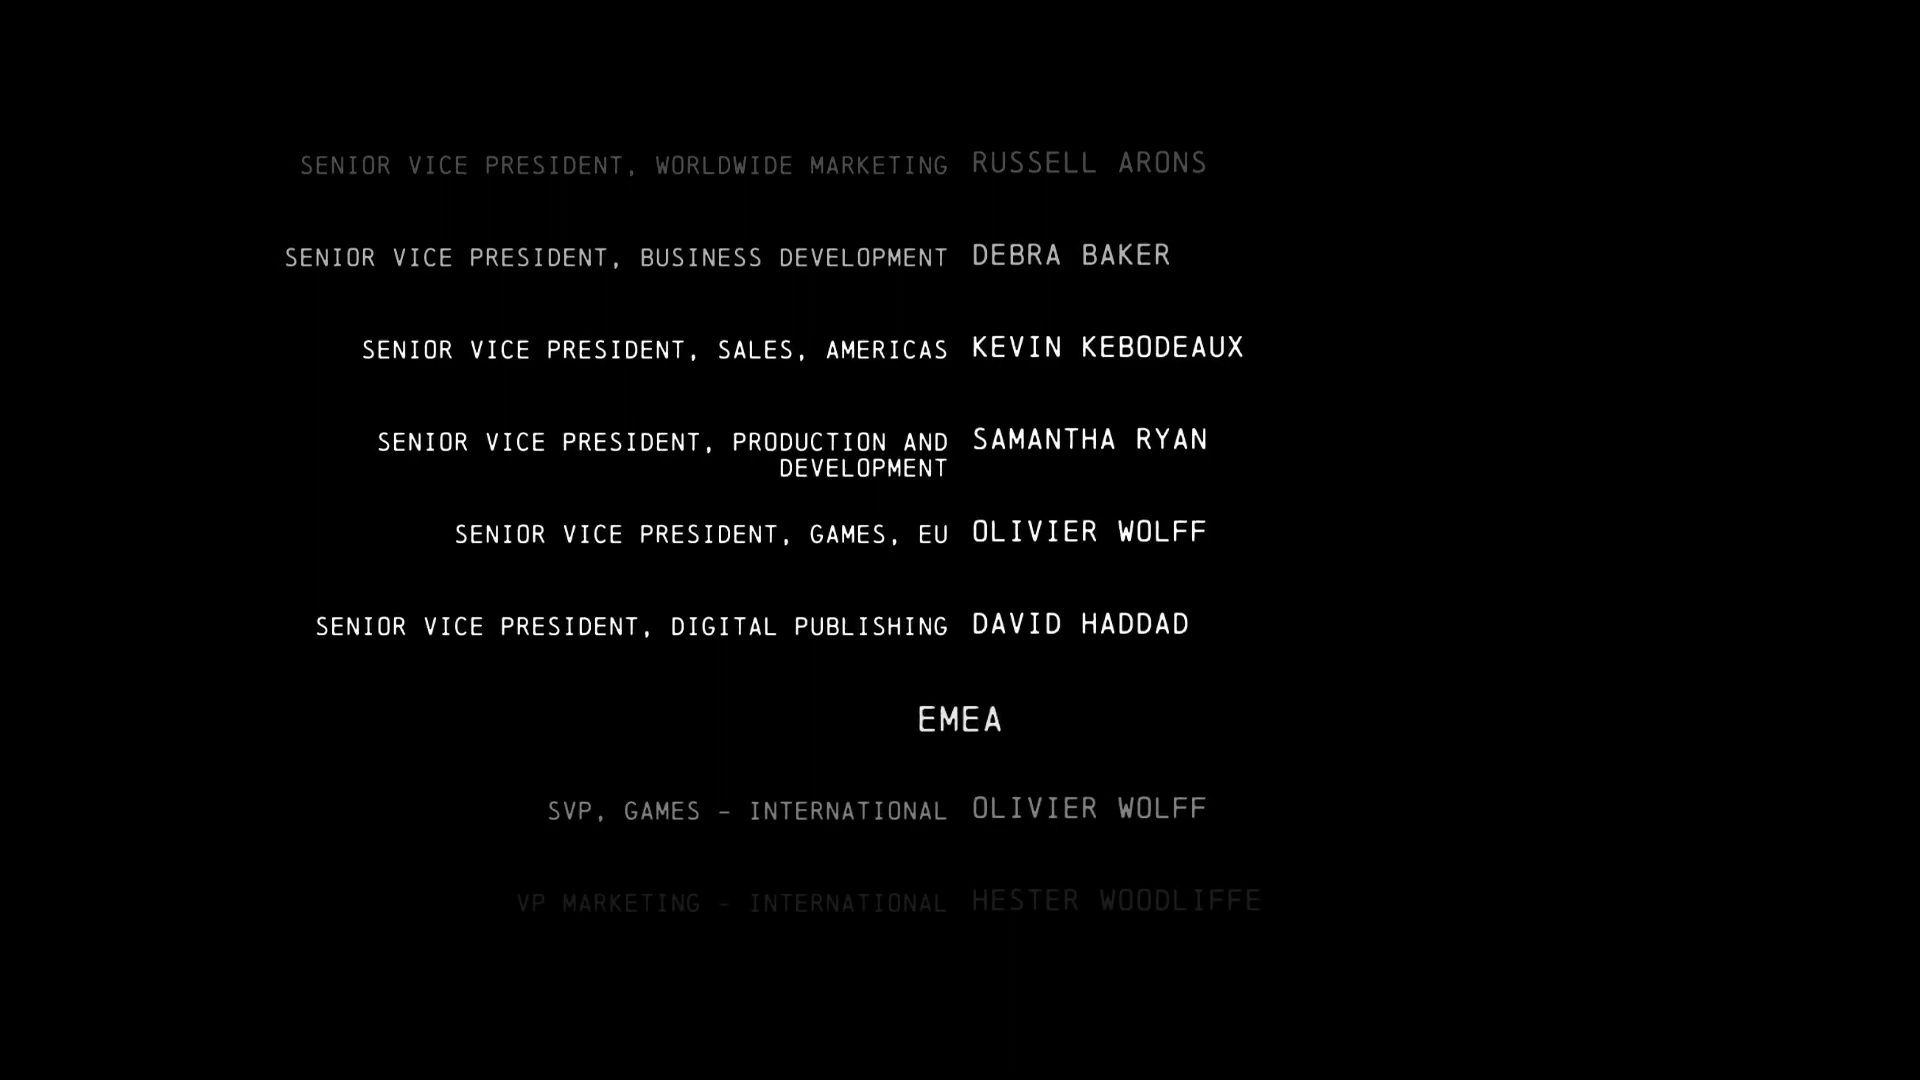 SENIOR VICE PRESIDENT, WORLDWIDE MARKETING RUSSELL ARONS
SENIOR VICE PRESIDENT, BUSINESS DEVELOPMENT DEBRA BAKER
SENIOR VICE PRESIDENT, SALES, AMERICAS KEVIN KEBODEAUX
SENIOR VICE PRESIDENT, PRODUCTION AND SAMANTHA RYAN
DEVELOPMENT
SENIOR VICE PRESIDENT, GAMES, EU OLIVIER WOLFF
SENIOR VICE PRESIDENT, DIGITAL PUBLISHING DAVID HADDAD
EMEA
SVP, GAMES – INTERNATIONAL OLIVIER WOLFF
VP MARKETING - INTERNATIONAL HESTER WOODLIFFE